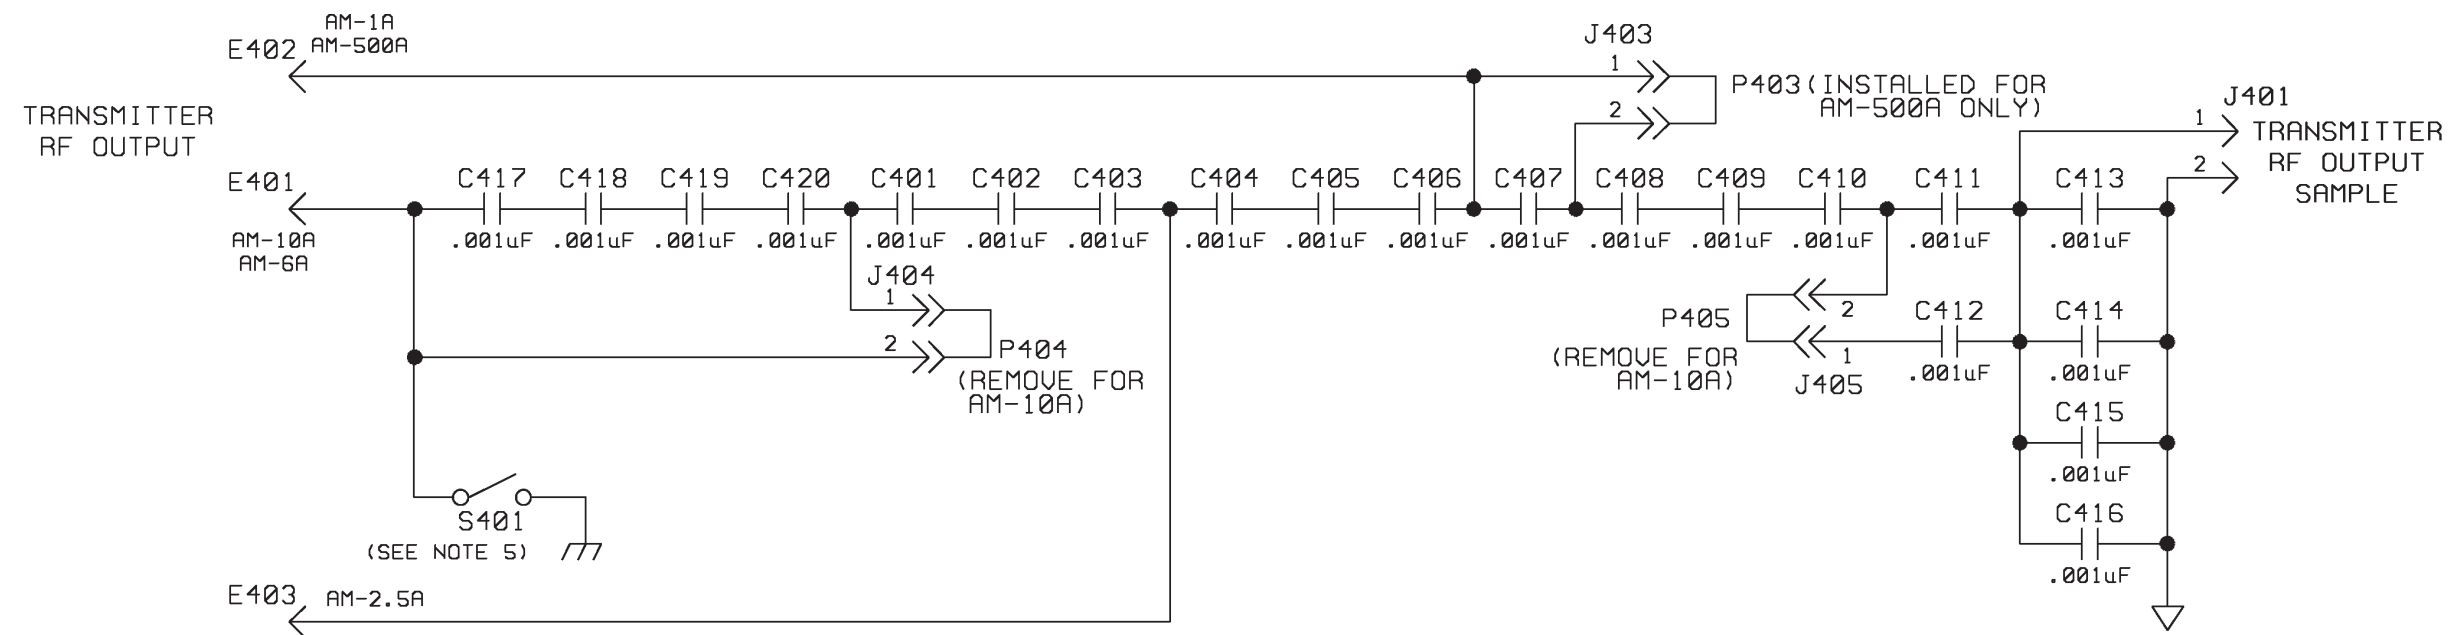 AM-1A
E402 AM-500A
J403
1
P403(INSTALLED FOR
AM-500A ONLY)
2
TRANSMITTER
RF OUTPUT
J401
1
TRANSMITTER
RF OUTPUT
SAMPLE
2
E401
C417 C418 C419 C420 C401 C402 C403 C404 C405 C406 C407 C408 C409 C410 C411 C413
.001uF .001uF .001uF .001uF .001uF .001uF .001uF .001uF .001uF .001uF .001uF .001uF .001uF .001uF .001uF .001uF
AM-10A
AM-6A
J404
1
2
P404
(REMOVE FOR
AM-10A)
P405
(REMOVE FOR
AM-10A)
2
1
J405
C412 C414
.001uF .001uF
C415
.001uF
C416
.001uF
S401
(SEE NOTE 5)
E403 AM-2.5A